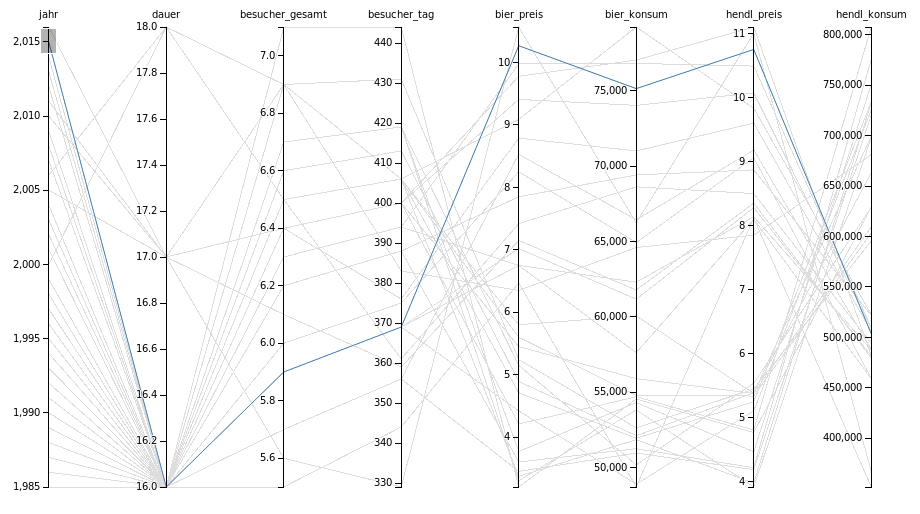 jahr dauer besucher_gesamt besucher_tag bier_preis bier_konsum hendl_preis hendl_konsum
2,015 2,010 2,005 2,000 1,995 1,990 1,985
18.0 17.8 17.6 17.4 17.2 17.0 16.8 16.6 16.4 16.2 16.0
7.0 6.8 6.6 6.4 6.2 6.0 5.8 5.6
440 430 420 410 400 390 380 370 360 350 340 330
10 9 8 7 6 5 4
75,000 70,000 65,000 60,000 55,000 50,000
11 10 9 8 7 6 5 4
800,000 750,000 700,000 650,000 600,000 550,000 500,000 450,000 400,000